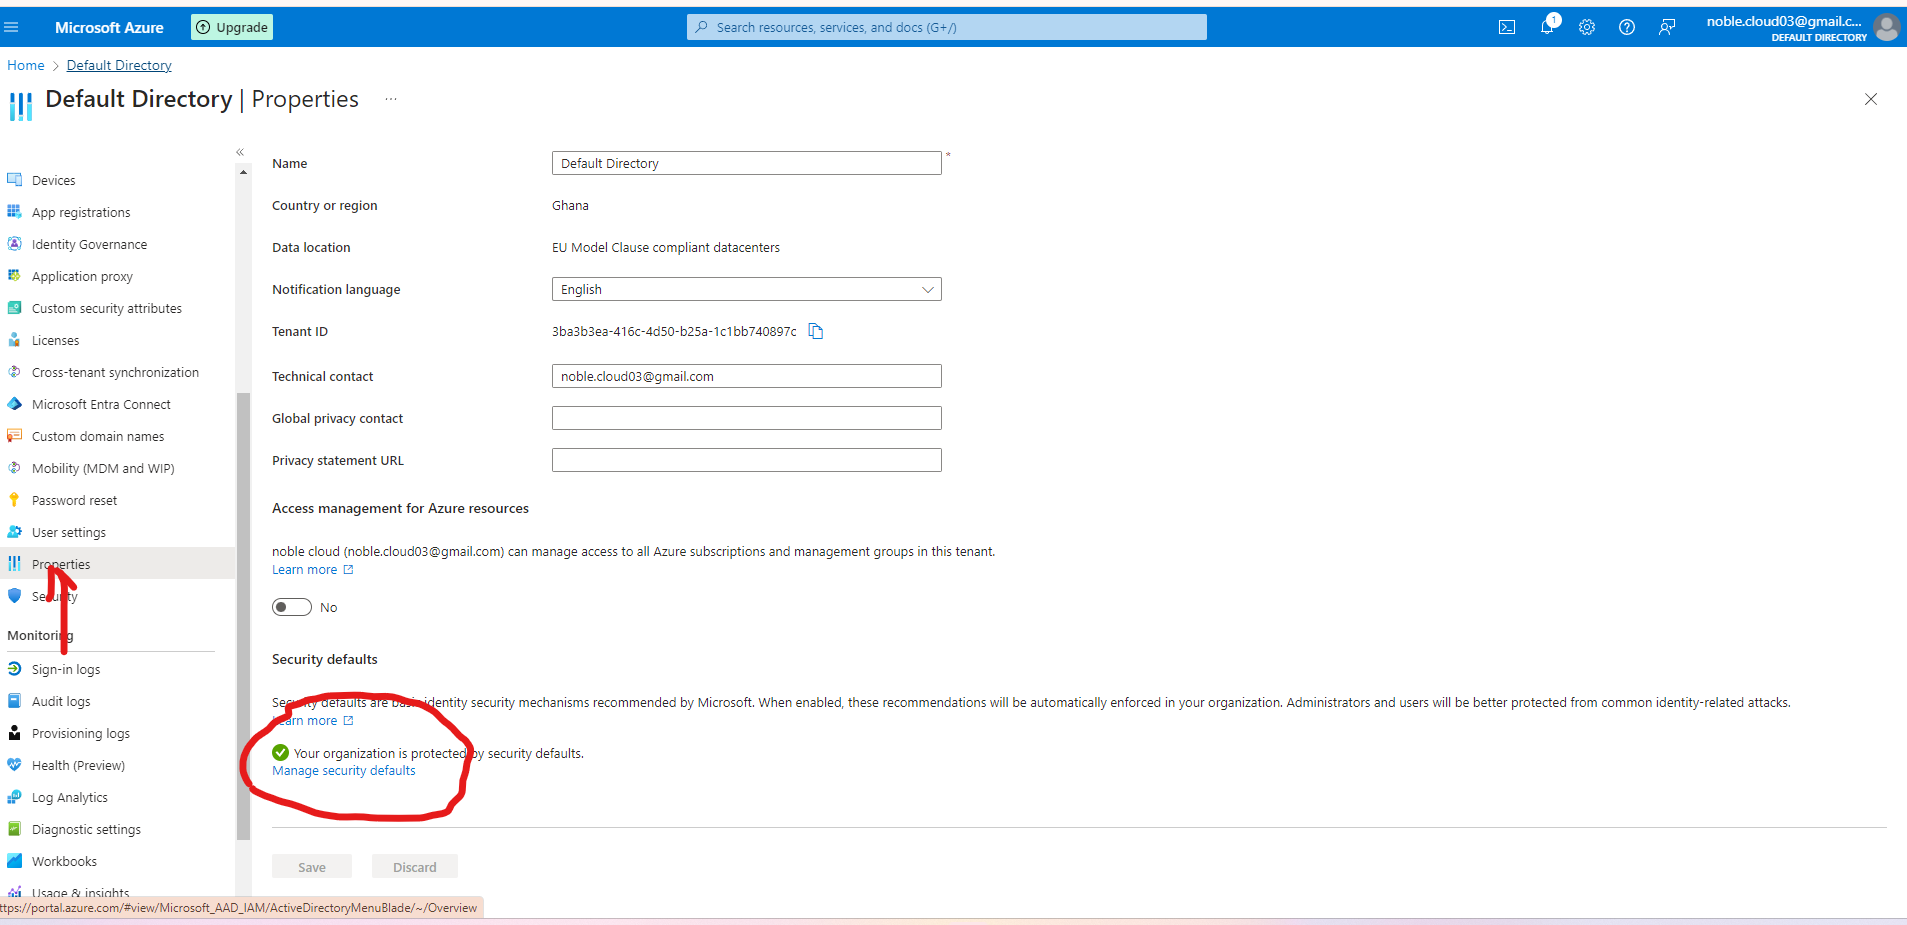 Microsoft Azure
Upgrade
Search resources, services, and docs (G+/)
1
noble.cloud03@gmail.c...
DEFAULT DIRECTORY
Home > Default Directory
Default Directory | Properties ...
«
Devices
App registrations
Identity Governance
Application proxy
Custom security attributes
Licenses
Cross-tenant synchronization
Microsoft Entra Connect
Custom domain names
Mobility (MDM and WIP)
Password reset
User settings
Properties
Security
Monitoring
Sign-in logs
Audit logs
Provisioning logs
Health (Preview)
Log Analytics
Diagnostic settings
Workbooks
Usage & insights
ttps://portal.azure.com/#view/Microsoft_AAD_IAM/ActiveDirectoryMenuBlade/~/Overview
Name
Default Directory *
Country or region
Ghana
Data location
EU Model Clause compliant datacenters
Notification language
English
Tenant ID
3ba3b3ea-416c-4d50-b25a-1c1bb740897c
Technical contact
noble.cloud03@gmail.com
Global privacy contact
Privacy statement URL
Access management for Azure resources
noble cloud (noble.cloud03@gmail.com) can manage access to all Azure subscriptions and management groups in this tenant.
Learn more
No
Security defaults
Security defaults are basic identity security mechanisms recommended by Microsoft. When enabled, these recommendations will be automatically enforced in your organization. Administrators and users will be better protected from common identity-related attacks.
Learn more
Your organization is protected by security defaults.
Manage security defaults
Save
Discard